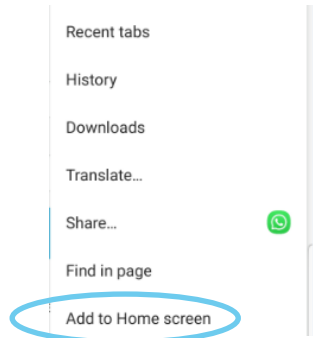 Recent tabs
History
Downloads
Translate...
Share...
Find in page
Add to Home screen